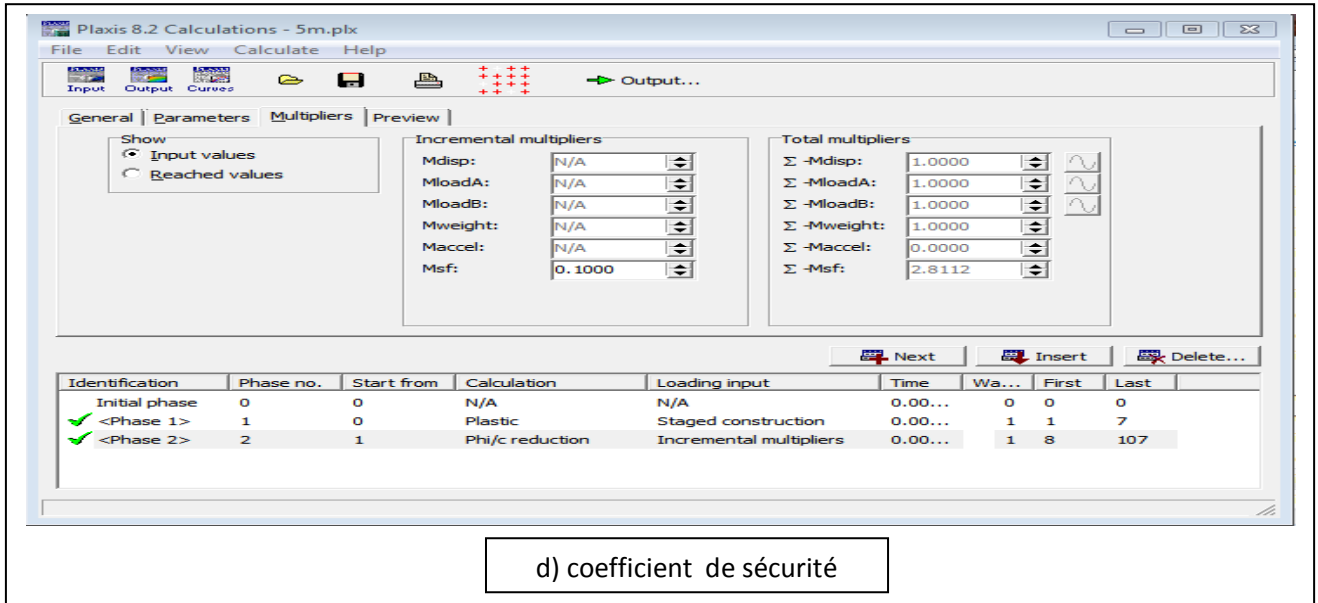 Plaxis 8.2 Calculations - 5m.plx
File Edit View Calculate Help
Input Output Curves Output...
General Parameters Multipliers Preview
Show
Input values
Reached values
Incremental multipliers
Mdisp: N/A
MloadA: N/A
MloadB: N/A
Mweight: N/A
Maccel: N/A
Msf: 0.1000
Total multipliers
Σ -Mdisp: 1.0000
Σ -MloadA: 1.0000
Σ -MloadB: 1.0000
Σ -Mweight: 1.0000
Σ -Maccel: 0.0000
Σ -Msf: 2.8112
Next Insert Delete...
Identification Phase no. Start from Calculation Loading input Time Wa... First Last
Initial phase 0 0 N/A N/A 0.00... 0 0 0
<Phase 1> 1 0 Plastic Staged construction 0.00... 1 1 7
<Phase 2> 2 1 Phi/c reduction Incremental multipliers 0.00... 1 8 107
d) coefficient de sécurité